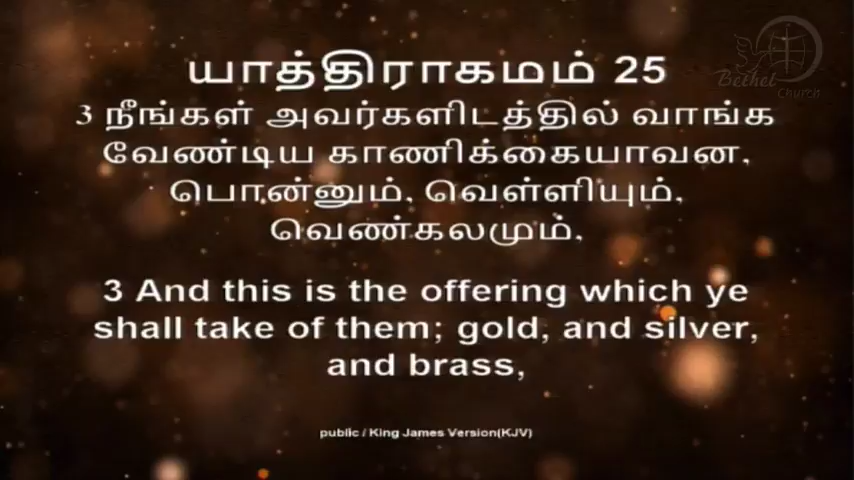 Bethel
Church
யாத்திராகமம் 25
3 நீங்கள் அவர்களிடத்தில் வாங்க
வேண்டிய காணிக்கையாவன,
பொன்னும், வெள்ளியும்,
வெண்கலமும்,
3 And this is the offering which ye
shall take of them; gold, and silver,
and brass,
public / King James Version(KJV)